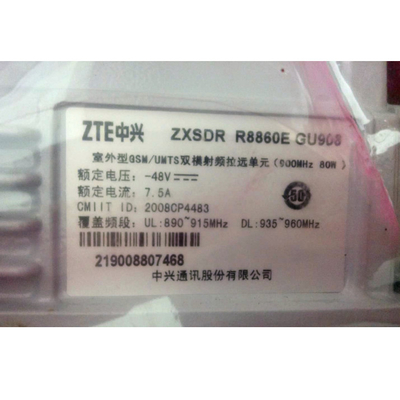 ZTE中兴 ZXSDR R8860E GU908
室外型GSM/UMTS双模射频拉远单元(900MHz 80W)
额定电压: -48V
额定电流: 7.5A
CMIIT ID: 2008CP4483
50
覆盖频段: UL:890~915MHz DL:935~960MHz
219008807468
中兴通讯股份有限公司